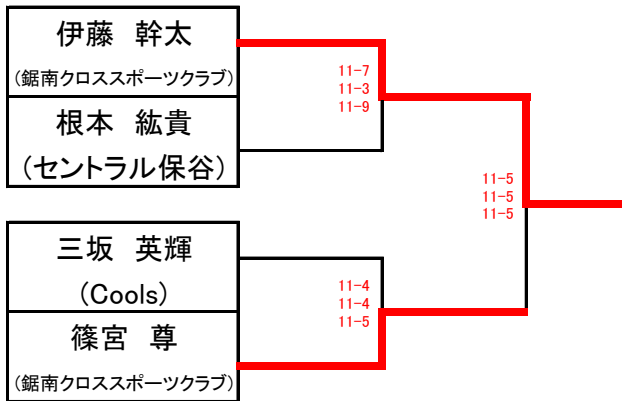 伊藤　幹太
(鋸南クロススポーツクラブ)
根本　紘貴
(セントラル保谷)
11-7
11-3
11-9
11-5
11-5
11-5
三坂　英輝
(Cools)
篠宮　尊
(鋸南クロススポーツクラブ)
11-4
11-4
11-5